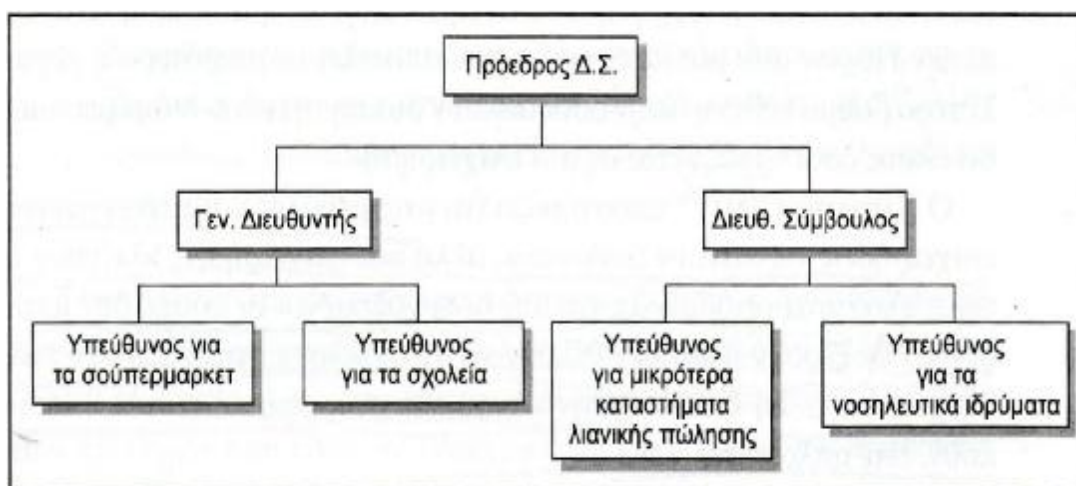 Πρόεδρος Δ.Σ.
Γεν. Διευθυντής
Διευθ. Σύμβουλος
Υπεύθυνος για
τα σούπερμαρκετ
Υπεύθυνος
για τα σχολεία
Υπεύθυνος
για μικρότερα
καταστήματα
λιανικής πώλησης
Υπεύθυνος
για τα
νοσηλευτικά ιδρύματα